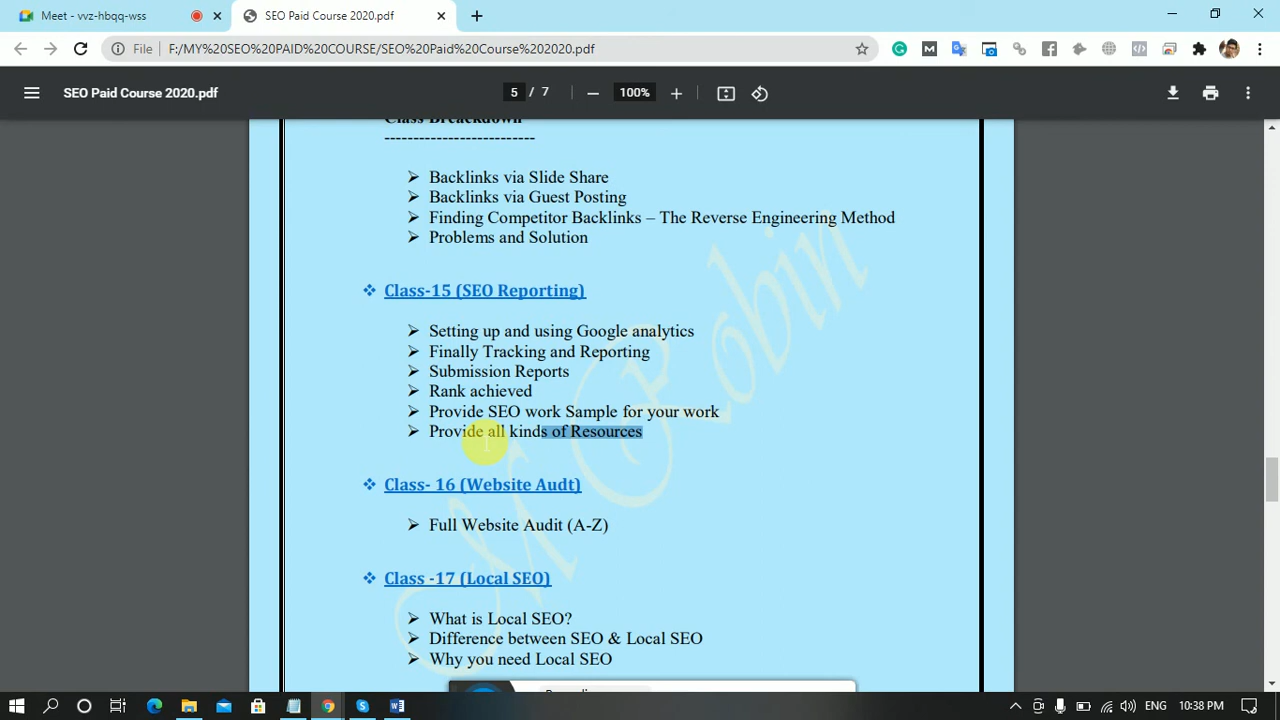 Meet - vvz-hbqq-wss
SEO Paid Course 2020.pdf
File
F:/MY%20SEO%20PAID%20COURSE/SEO%20Paid%20Course%202020.pdf
SEO Paid Course 2020.pdf
5 / 7
100%
Class Breackdown
--------------------------
➢ Backlinks via Slide Share
➢ Backlinks via Guest Posting
➢ Finding Competitor Backlinks – The Reverse Engineering Method
➢ Problems and Solution
❖ Class-15 (SEO Reporting)
➢ Setting up and using Google analytics
➢ Finally Tracking and Reporting
➢ Submission Reports
➢ Rank achieved
➢ Provide SEO work Sample for your work
➢ Provide all kinds of Resources
❖ Class- 16 (Website Audt)
➢ Full Website Audit (A-Z)
❖ Class -17 (Local SEO)
➢ What is Local SEO?
➢ Difference between SEO & Local SEO
➢ Why you need Local SEO
Robin
ENG
10:38 PM